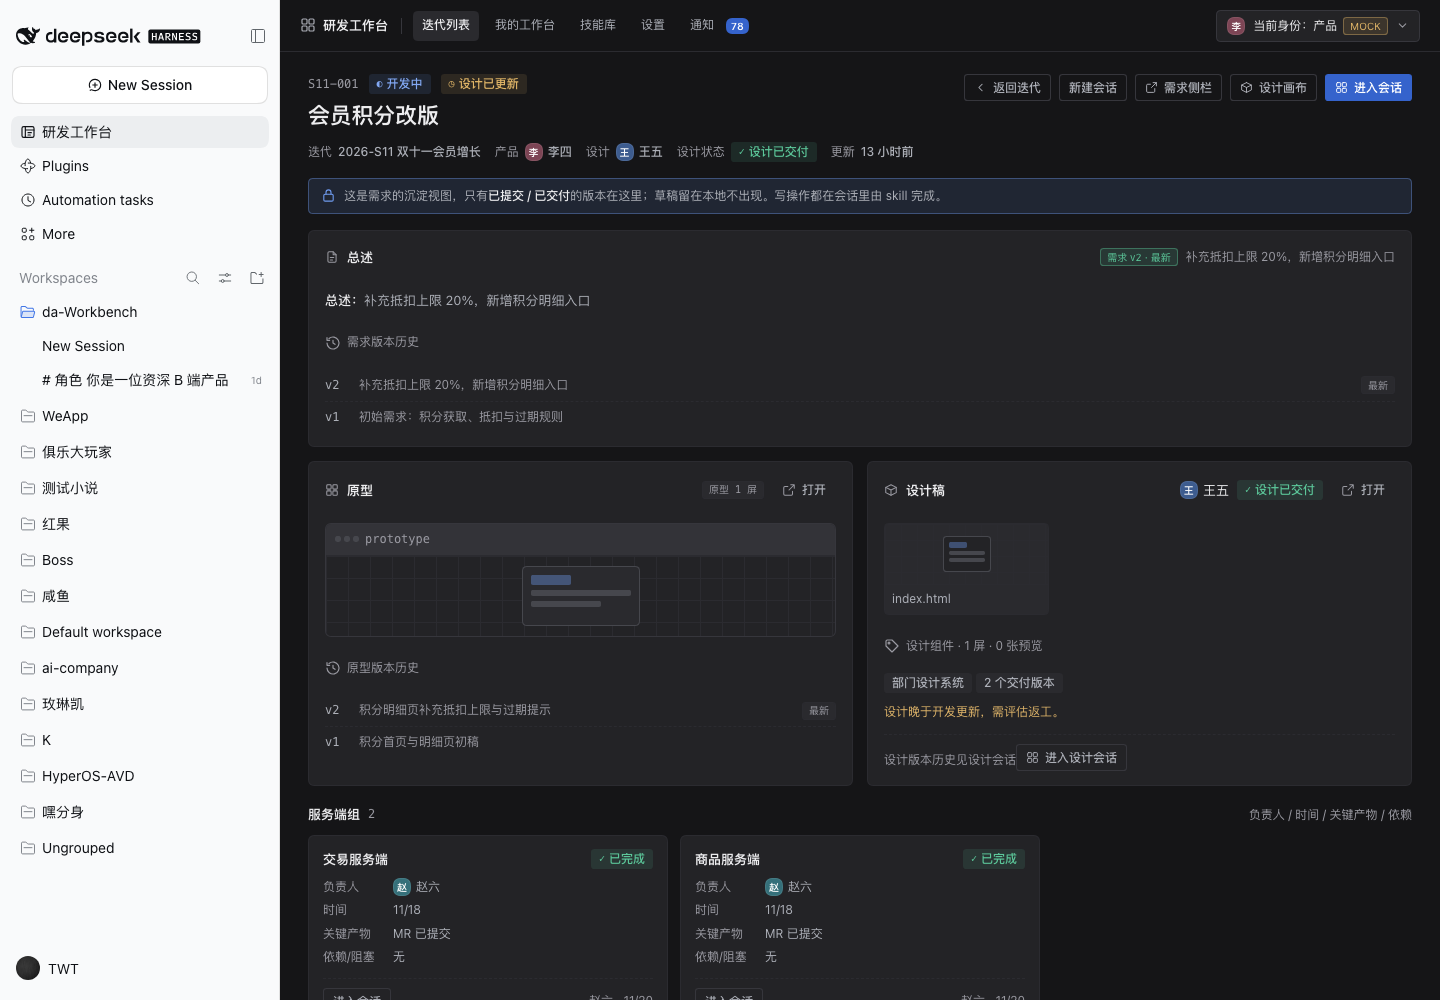 deepseek HARNESS
New Session
研发工作台
Plugins
Automation tasks
More
Workspaces
da-Workbench
New Session
# 角色 你是一位资深 B 端产品 1d
WeApp
俱乐大玩家
测试小说
红果
Boss
咸鱼
Default workspace
ai-company
玫琳凯
K
HyperOS-AVD
嘿分身
Ungrouped
TWT
研发工作台 迭代列表 我的工作台 技能库 设置 通知 78
李 当前身份：产品 MOCK
S11-001 开发中 设计已更新
返回迭代 新建会话 需求侧栏 设计画布 进入会话
会员积分改版
迭代 2026-S11 双十一会员增长 产品 李 李四 设计 王 王五 设计状态 ✓ 设计已交付 更新 13 小时前
这是需求的沉淀视图，只有已提交 / 已交付的版本在这里；草稿留在本地不出现。写操作都在会话里由 skill 完成。
总述 需求 v2 · 最新 补充抵扣上限 20%，新增积分明细入口
总述：补充抵扣上限 20%，新增积分明细入口
需求版本历史
v2 补充抵扣上限 20%，新增积分明细入口 最新
v1 初始需求：积分获取、抵扣与过期规则
原型 原型 1 屏 打开
prototype
原型版本历史
v2 积分明细页补充抵扣上限与过期提示 最新
v1 积分首页与明细页初稿
设计稿 王 王五 ✓ 设计已交付 打开
index.html
设计组件 · 1 屏 · 0 张预览
部门设计系统 2 个交付版本
设计晚于开发更新，需评估返工。
设计版本历史见设计会话 进入设计会话
服务端组 2 负责人 / 时间 / 关键产物 / 依赖
交易服务端 ✓ 已完成
负责人 赵 赵六
时间 11/18
关键产物 MR 已提交
依赖/阻塞 无
进入会话 赵六 11/20
商品服务端 ✓ 已完成
负责人 赵 赵六
时间 11/18
关键产物 MR 已提交
依赖/阻塞 无
进入会话 赵六 11/20